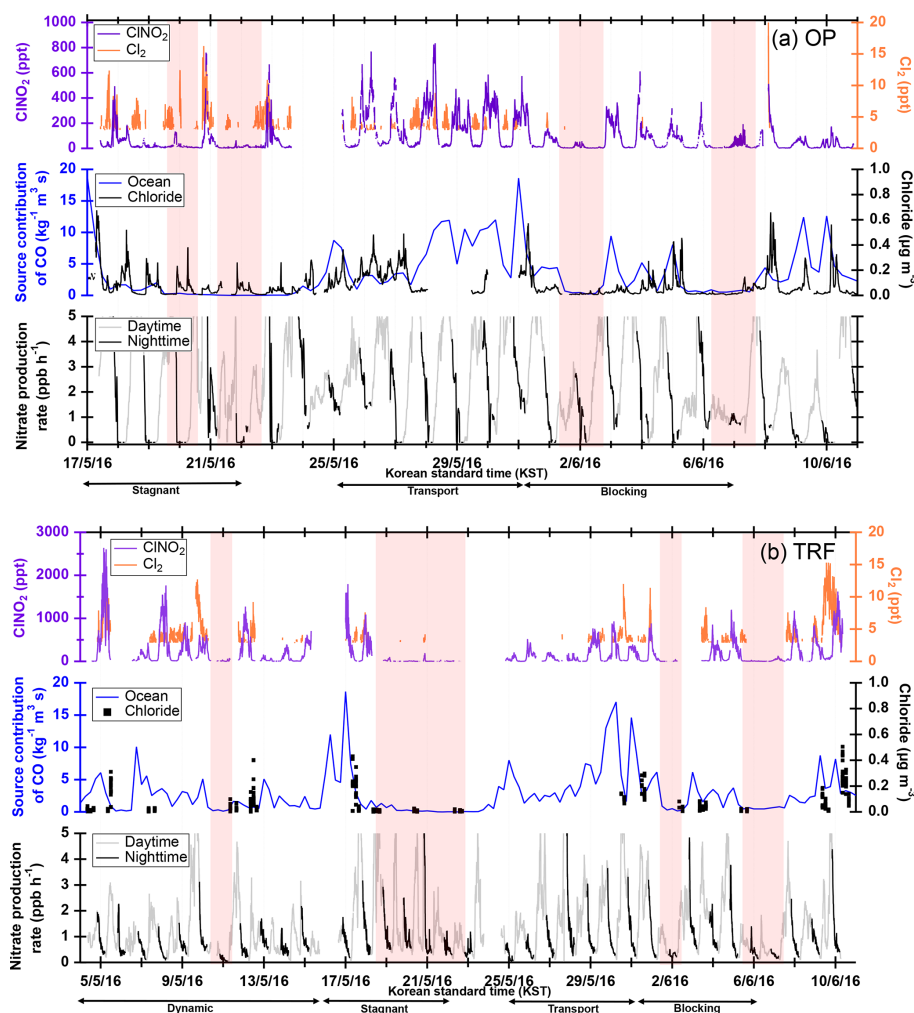 (a) OP
ClNO2
Cl2
ClNO2 (ppt)
1000
800
600
400
200
0
20
15
10
5
0
Cl2 (ppt)
Ocean
Chloride
Source contribution
of CO (kg-1 m3 s)
20
15
10
5
0
1.0
0.8
0.6
0.4
0.2
0.0
Chloride (µg m-3)
Daytime
Nighttime
Nitrate production
rate (ppb h-1)
5
4
3
2
1
0
17/5/16 21/5/16 25/5/16 29/5/16 2/6/16 6/6/16 10/6/16
Korean standard time (KST)
Stagnant Transport Blocking
(b) TRF
ClNO2
Cl2
ClNO2 (ppt)
3000
2000
1000
0
20
15
10
5
0
Cl2 (ppt)
Ocean
Chloride
Source contribution
of CO (kg-1 m3 s)
20
15
10
5
0
1.0
0.8
0.6
0.4
0.2
0.0
Chloride (µg m-3)
Daytime
Nighttime
Nitrate production
rate (ppb h-1)
5
4
3
2
1
0
5/5/16 9/5/16 13/5/16 17/5/16 21/5/16 25/5/16 29/5/16 2/6/16 6/6/16 10/6/16
Korean standard time (KST)
Dynamic Stagnant Transport Blocking